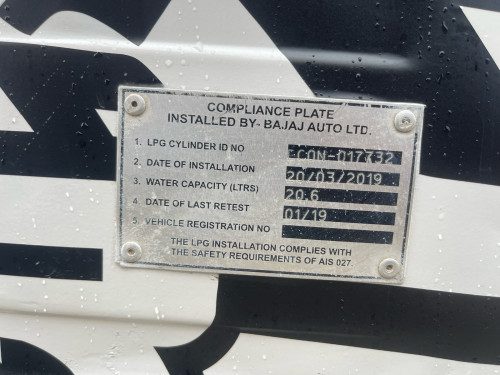 COMPLIANCE PLATE
INSTALLED BY- BAJAJ AUTO LTD.
1. LPG CYLINDER ID NO
2. DATE OF INSTALLATION 20/03/2019
3. WATER CAPACITY (LTRS) 20.6
4. DATE OF LAST RETEST 01/19
5. VEHICLE REGISTRATION NO
THE LPG INSTALLATION COMPLIES WITH
THE SAFETY REQUIREMENTS OF AIS 027.